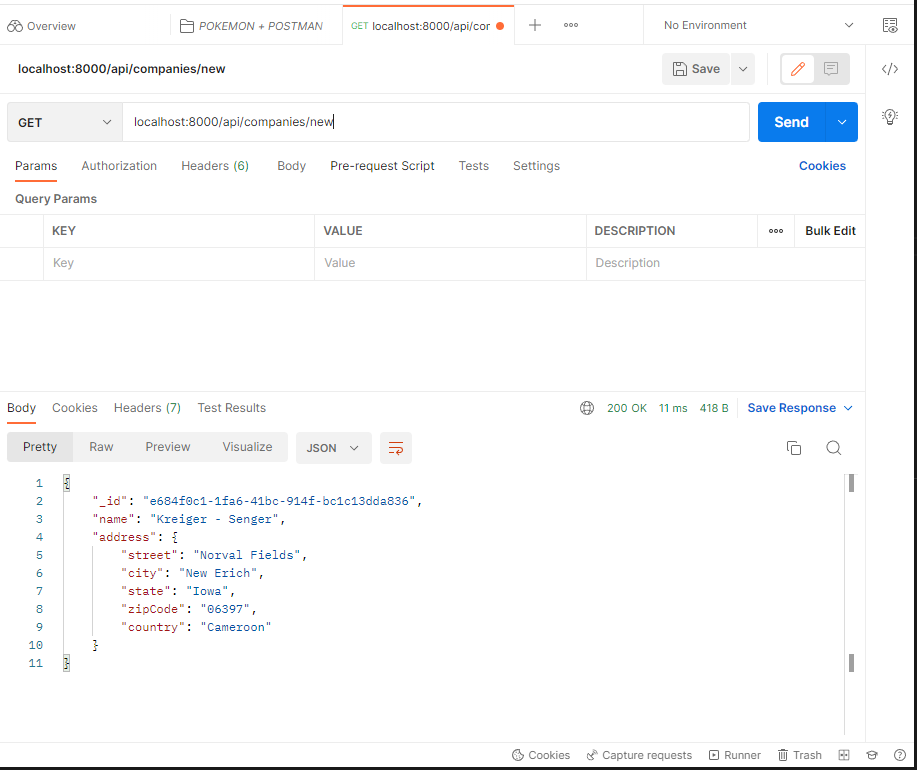 Overview
POKEMON + POSTMAN
GET localhost:8000/api/cor
No Environment
localhost:8000/api/companies/new
Save
GET localhost:8000/api/companies/new Send
Params Authorization Headers (6) Body Pre-request Script Tests Settings Cookies
Query Params
KEY VALUE DESCRIPTION Bulk Edit
Key Value Description
Body Cookies Headers (7) Test Results 200 OK 11 ms 418 B Save Response
Pretty Raw Preview Visualize JSON
1 {
2 "_id": "e684f0c1-1fa6-41bc-914f-bc1c13dda836",
3 "name": "Kreiger - Senger",
4 "address": {
5 "street": "Norval Fields",
6 "city": "New Erich",
7 "state": "Iowa",
8 "zipCode": "06397",
9 "country": "Cameroon"
10 }
11 }
Cookies Capture requests Runner Trash